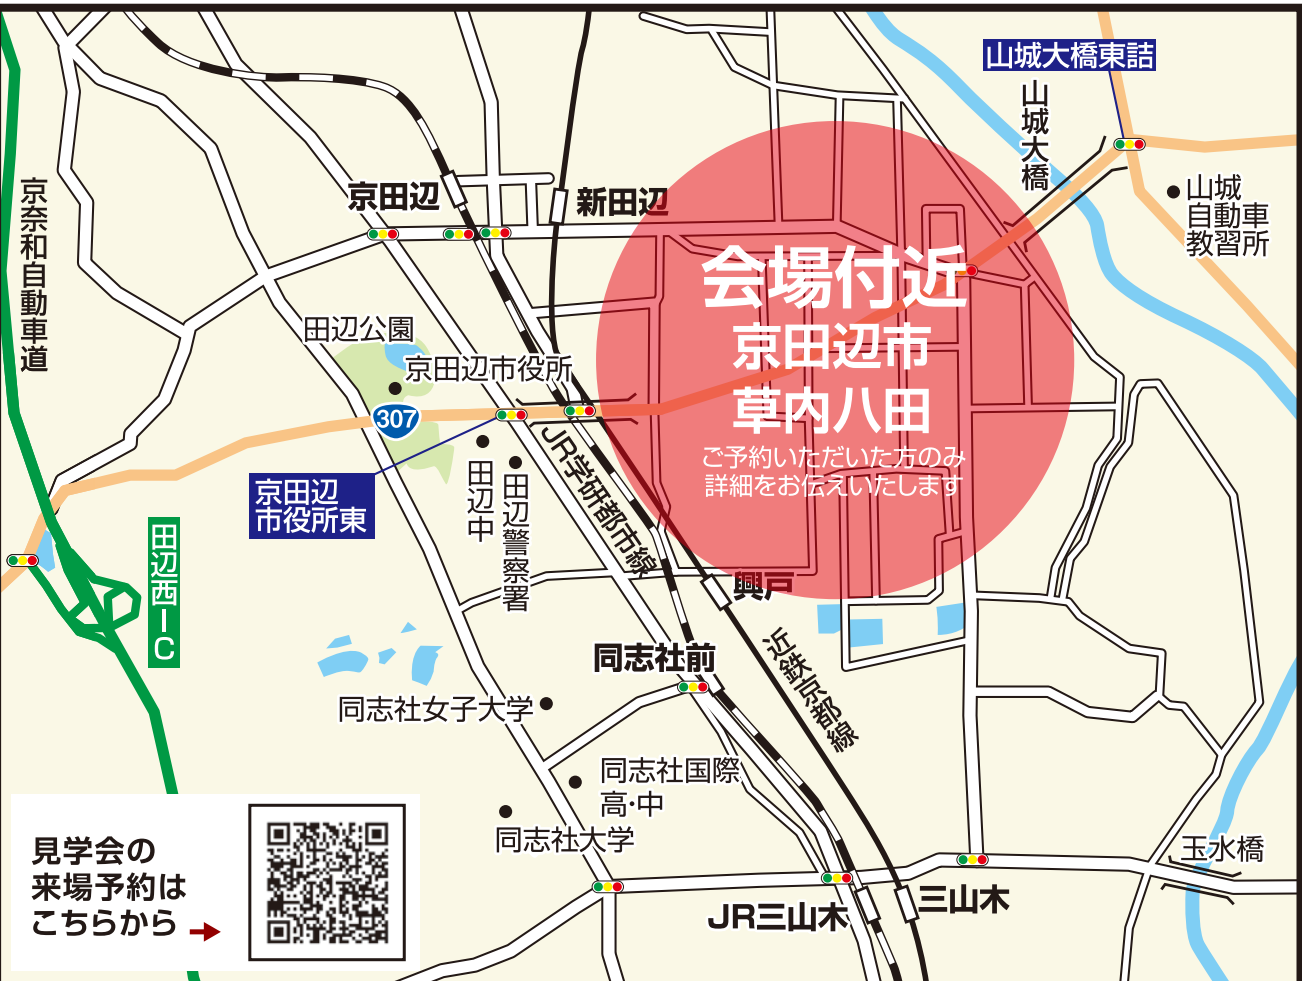 山城大橋東詰
山城大橋
京田辺
新田辺
山城
自動車
教習所
京奈和自動車道
会場付近
京田辺市
草内八田
ご予約いただいた方のみ
詳細をお伝えいたします
田辺公園
京田辺市役所
307
京田辺
市役所東
田辺中
田辺警察署
JR学研都市線
田辺西IC
興戸
近鉄京都線
同志社前
同志社女子大学
同志社国際
高・中
同志社大学
玉水橋
見学会の
来場予約は
こちらから
JR三山木
三山木